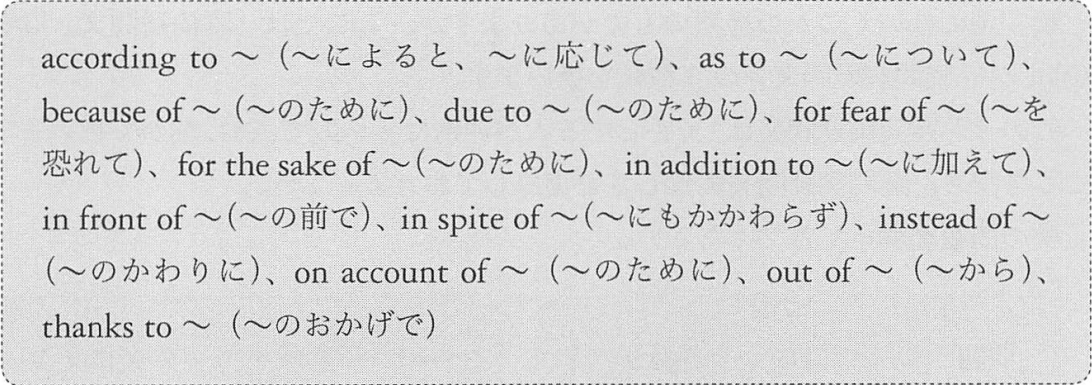 according to 〜（〜によると、〜に応じて）、as to 〜（〜について）、
because of 〜（〜のために）、due to 〜（〜のために）、for fear of 〜（〜を
恐れて）、for the sake of 〜（〜のために）、in addition to 〜（〜に加えて）、
in front of 〜（〜の前で）、in spite of 〜（〜にもかかわらず）、instead of 〜
（〜のかわりに）、on account of 〜（〜のために）、out of 〜（〜から）、
thanks to 〜（〜のおかげで）